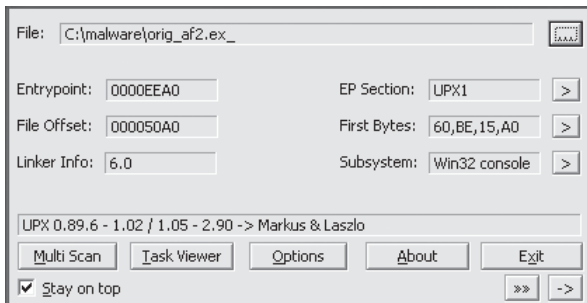 File: C:\malware\orig_af2.ex_ ...
Entrypoint: 0000EEA0 EP Section: UPX1 >
File Offset: 000050A0 First Bytes: 60,BE,15,A0 >
Linker Info: 6.0 Subsystem: Win32 console >
UPX 0.89.6 - 1.02 / 1.05 - 2.90 -> Markus & Laszlo
Multi Scan Task Viewer Options About Exit
Stay on top »» ->